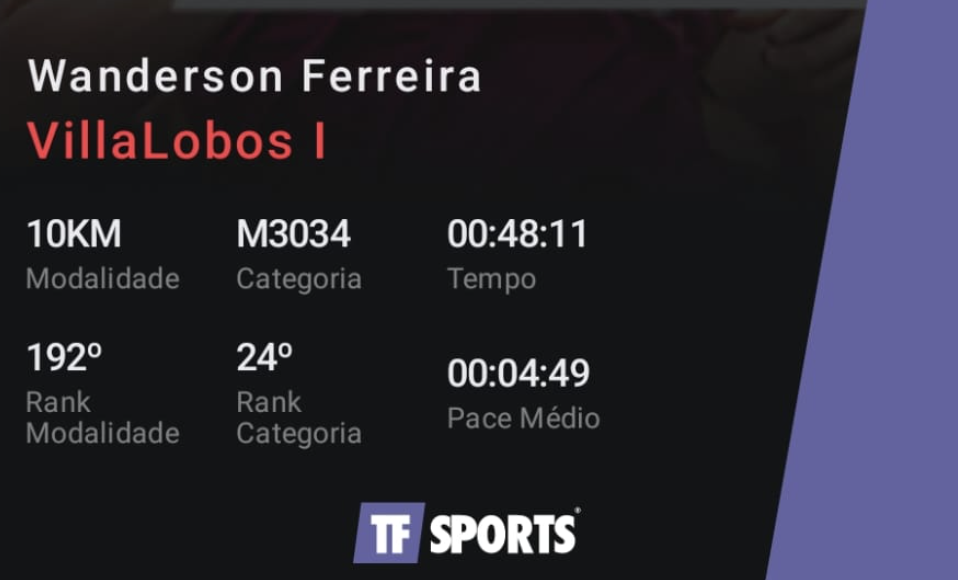 Wanderson Ferreira
VillaLobos I
10KM
Modalidade
M3034
Categoria
00:48:11
Tempo
192º
Rank
Modalidade
24º
Rank
Categoria
00:04:49
Pace Médio
TF SPORTS®